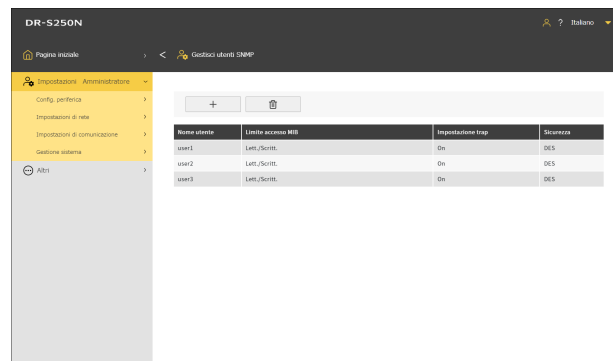 DR-S250N
? Italiano
Pagina iniziale
< Gestisci utenti SNMP
Impostazioni Amministratore
Config. periferica
Impostazioni di rete
Impostazioni di comunicazione
Gestione sistema
Altri
Nome utente Limite accesso MIB Impostazione trap Sicurezza
user1 Lett./Scritt. On DES
user2 Lett./Scritt. On DES
user3 Lett./Scritt. On DES